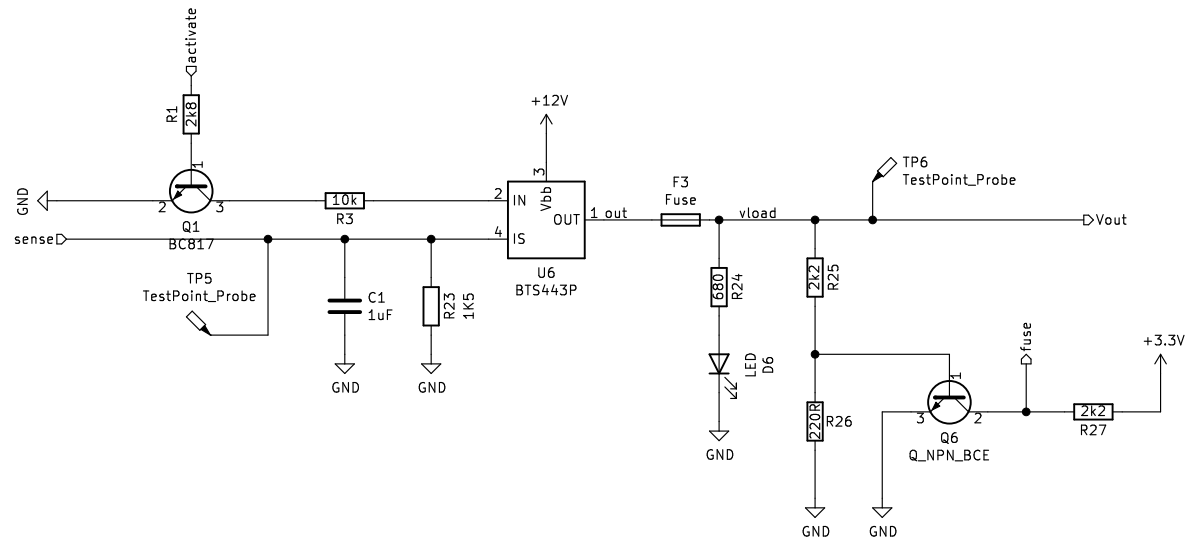 activate
R1
2k8
1
GND
2
3
Q1
BC817
10k
R3
sense
TP5
TestPoint_Probe
C1
1uF
GND
R23
1K5
GND
+12V
3
Vbb
2
IN
4
IS
OUT
1
out
U6
BTS443P
F3
Fuse
vload
TP6
TestPoint_Probe
Vout
680
R24
LED
D6
GND
2k2
R25
220R
R26
GND
1
3
2
Q6
Q_NPN_BCE
GND
fuse
2k2
R27
+3.3V